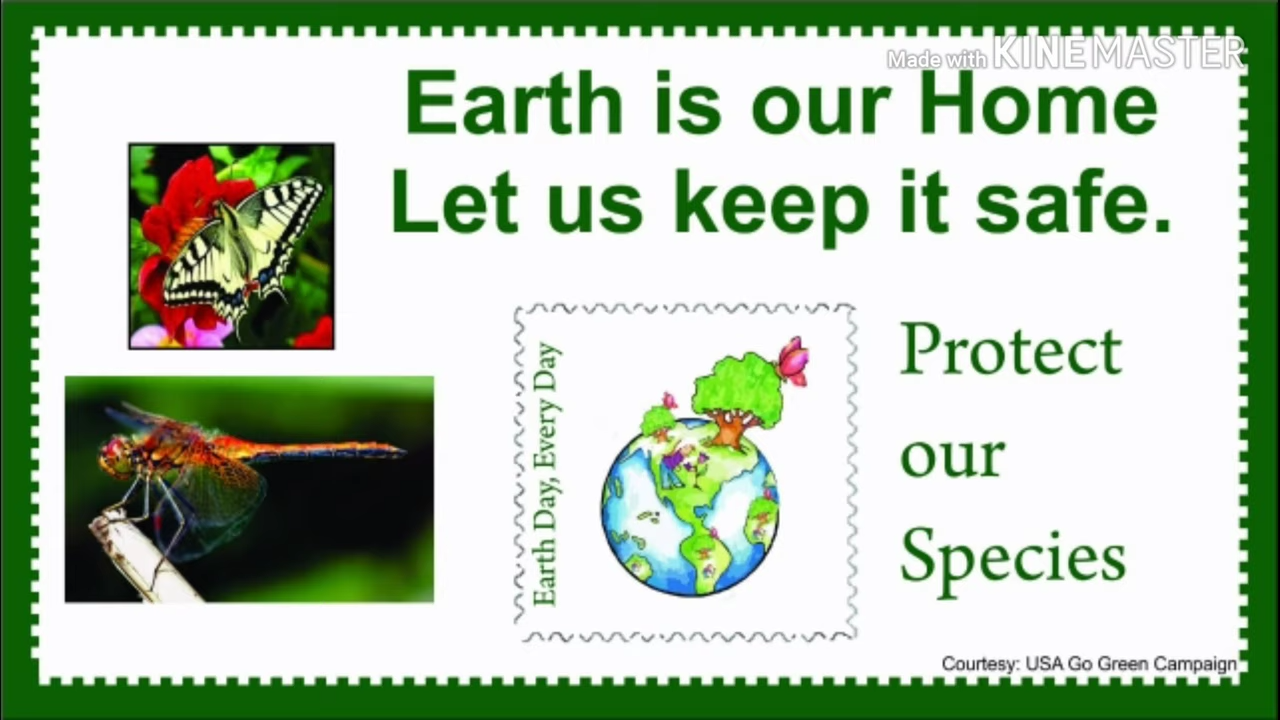 Made with KINEMASTER
Earth is our Home
Let us keep it safe.
Earth Day, Every Day
Protect
our
Species
Courtesy: USA Go Green Campaign